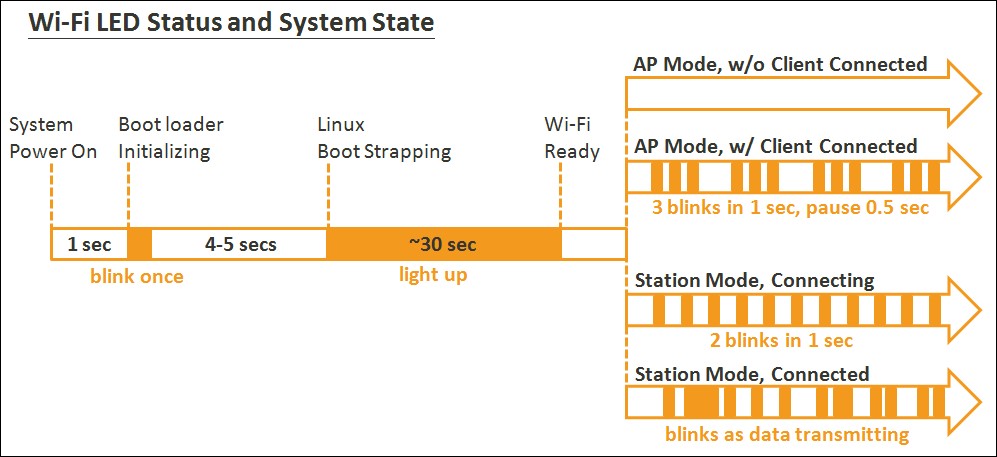 Wi-Fi LED Status and System State
System
Power On
Boot loader
Initializing
Linux
Boot Strapping
Wi-Fi
Ready
1 sec
4-5 secs
~30 sec
blink once
light up
AP Mode, w/o Client Connected
AP Mode, w/ Client Connected
3 blinks in 1 sec, pause 0.5 sec
Station Mode, Connecting
2 blinks in 1 sec
Station Mode, Connected
blinks as data transmitting